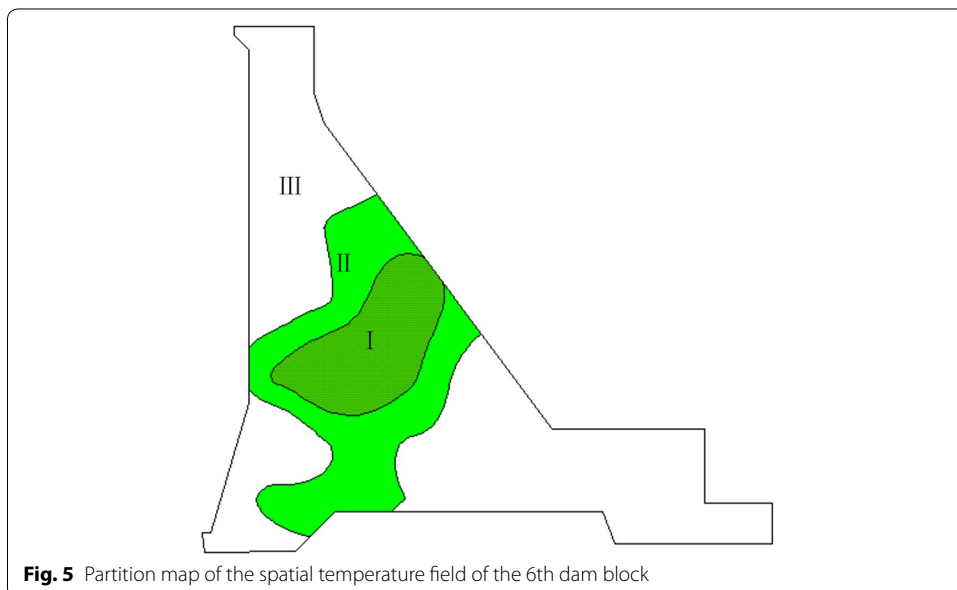 III
II
I
Fig. 5 Partition map of the spatial temperature field of the 6th dam block